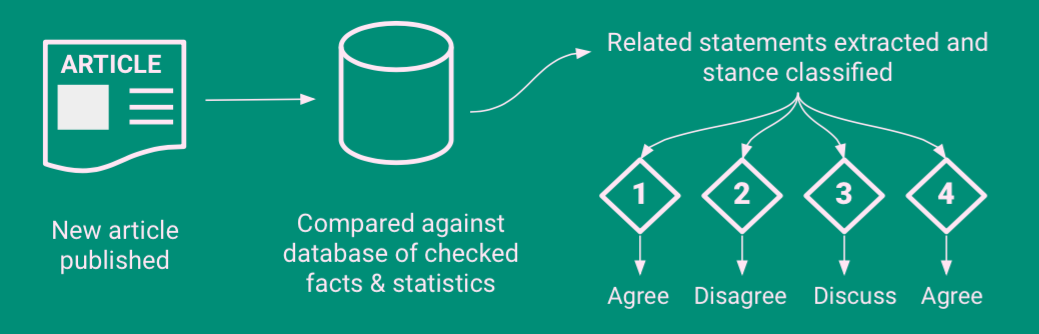 ARTICLE
New article
published
Compared against
database of checked
facts & statistics
Related statements extracted and
stance classified
1 2 3 4
Agree Disagree Discuss Agree